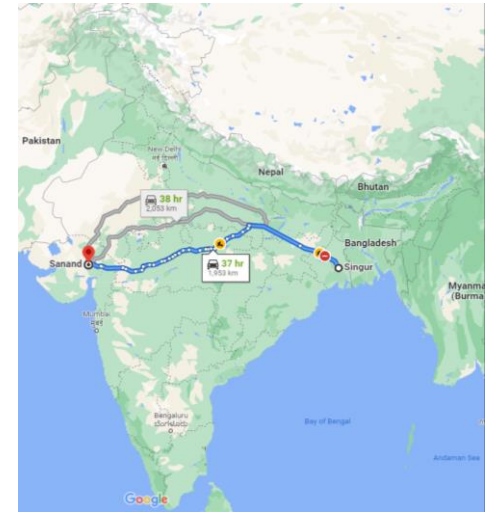 Pakistan
New Delhi
Nepal
38 hr
2,053 km
Bhutan
Bangladesh
Sanand
37 hr
1,953 km
Singur
Myanma
(Burma
Mumbai
Bengaluru
Bay of Bengal
Andaman Sea
Google